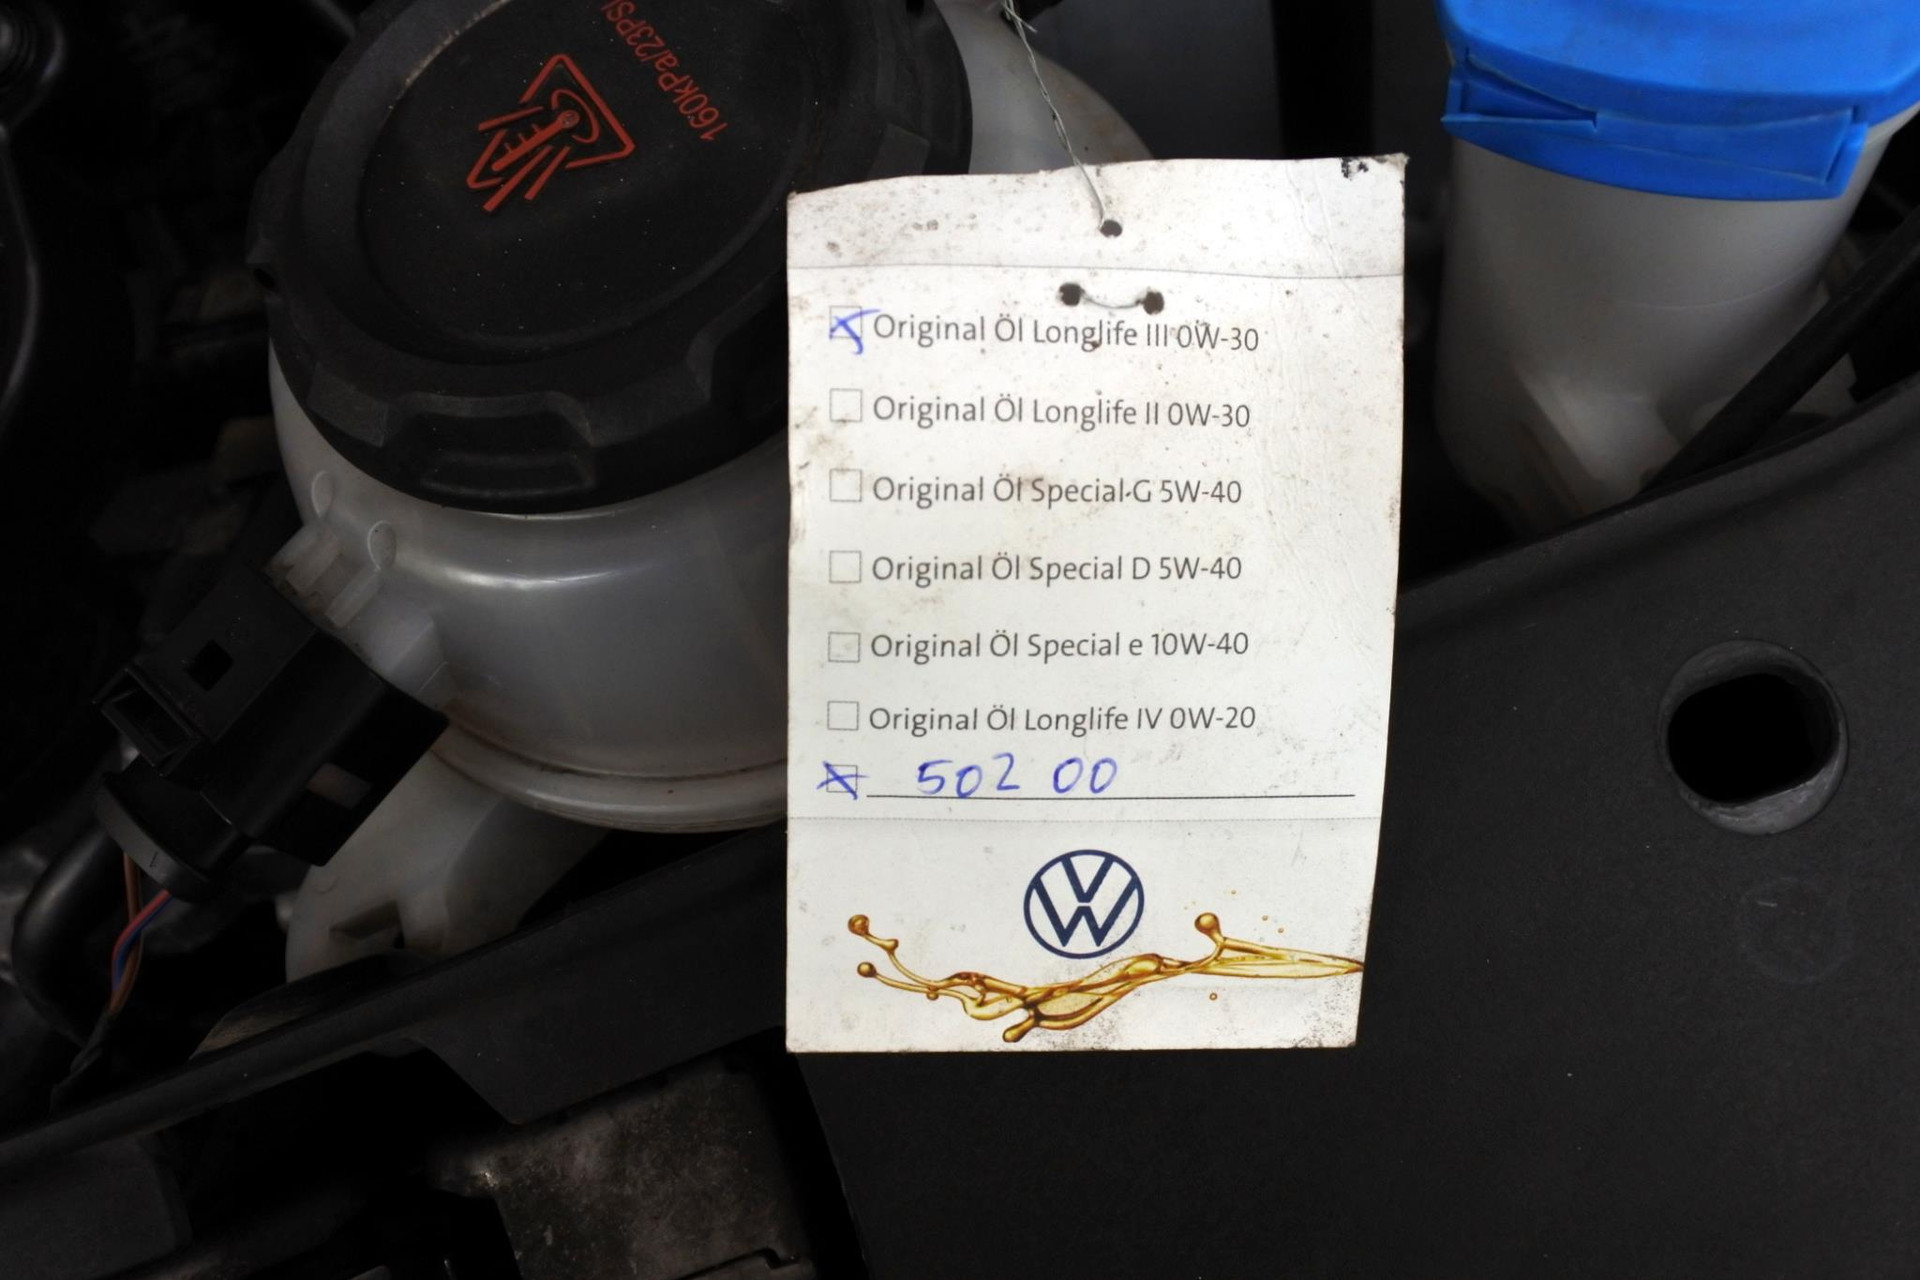 160kPa/23PSI
Original Öl Longlife III 0W-30
Original Öl Longlife II 0W-30
Original Öl Special G 5W-40
Original Öl Special D 5W-40
Original Öl Special e 10W-40
Original Öl Longlife IV 0W-20
502 00
VW